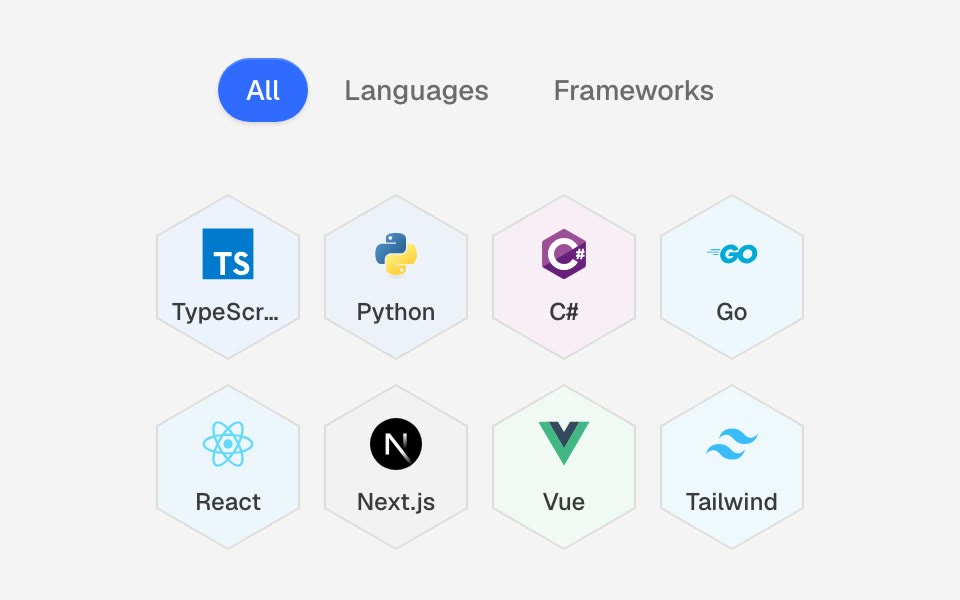 All Languages Frameworks
TS
C#
GO
TypeScr... Python C# Go
N
React Next.js Vue Tailwind